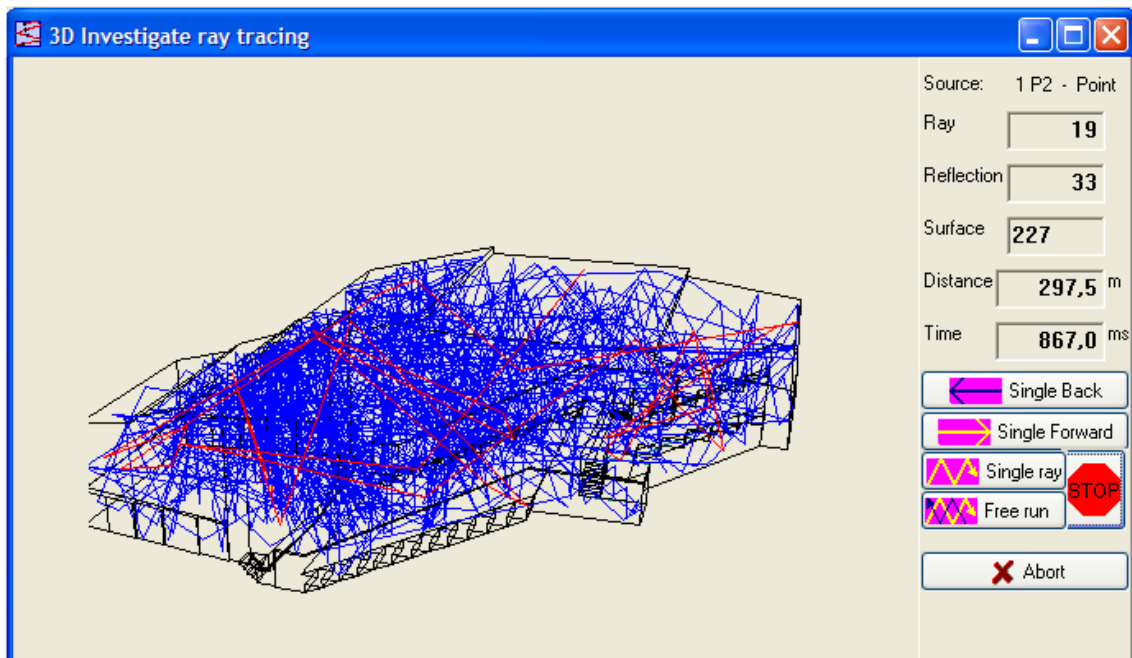 3D Investigate ray tracing
Source: 1 P2 - Point
Ray 19
Reflection 33
Surface 227
Distance 297,5 m
Time 867,0 ms
Single Back
Single Forward
Single ray
STOP
Free run
Abort